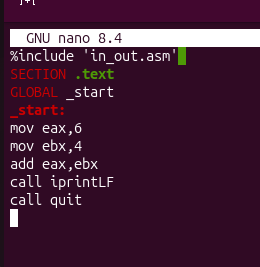 GNU nano 8.4
%include 'in_out.asm'
SECTION .text
GLOBAL _start
_start:
mov eax,6
mov ebx,4
add eax,ebx
call iprintLF
call quit